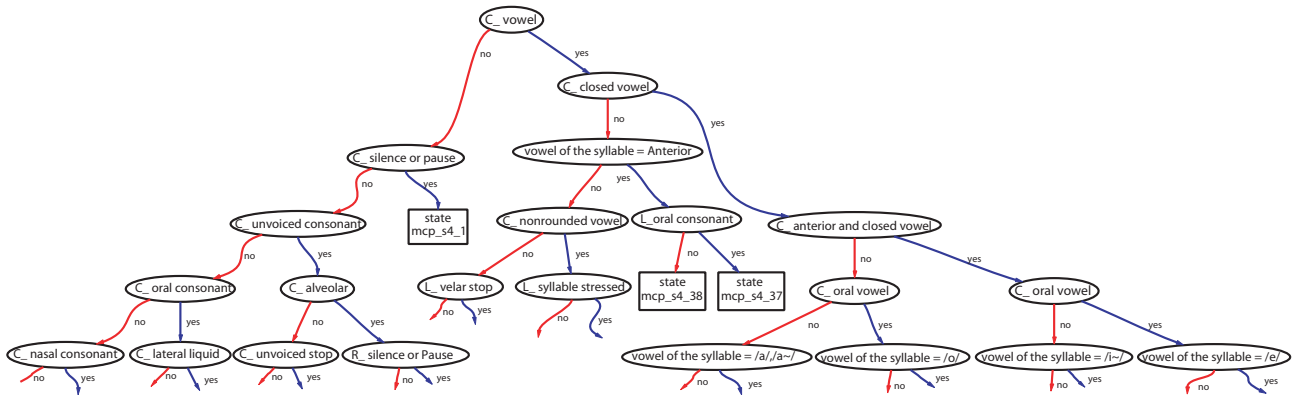 C_ vowel
no
yes
C_ closed vowel
no
yes
C_ silence or pause
vowel of the syllable = Anterior
no
yes
no
yes
state
mcp_s4_1
C_ unvoiced consonant
C_ nonrounded vowel
L_oral consonant
C_ anterior and closed vowel
no
yes
no
yes
no
yes
no
yes
C_ oral consonant
C_ alveolar
L_ velar stop
L_ syllable stressed
state
mcp_s4_38
state
mcp_s4_37
C_ oral vowel
C_ oral vowel
no
yes
no
yes
no
yes
no
yes
no
yes
no
yes
C_ nasal consonant
C_ lateral liquid
C_ unvoiced stop
R_ silence or Pause
vowel of the syllable = /a/,/a~/
vowel of the syllable = /o/
vowel of the syllable = /i~/
vowel of the syllable = /e/
no
yes
no
yes
no
yes
no
yes
no
yes
no
yes
no
yes
no
yes